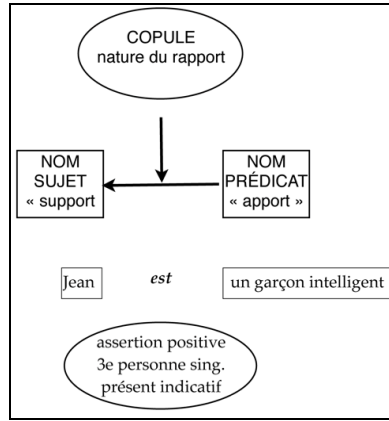 COPULE
nature du rapport
NOM
SUJET
« support
NOM
PRÉDICAT
« apport »
Jean
est
un garçon intelligent
assertion positive
3e personne sing.
présent indicatif